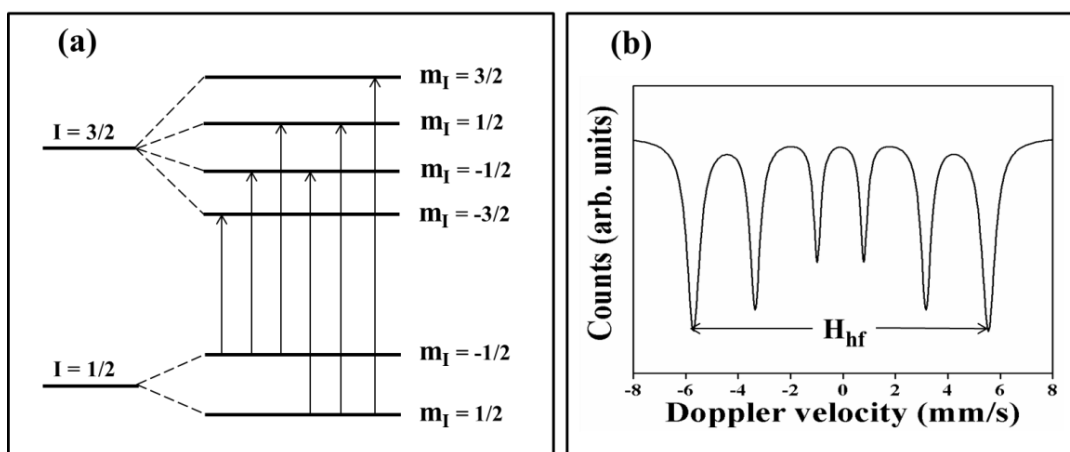 (a)
m_I = 3/2
m_I = 1/2
I = 3/2
m_I = -1/2
m_I = -3/2
m_I = -1/2
I = 1/2
m_I = 1/2
(b)
Counts (arb. units)
H_hf
-8 -6 -4 -2 0 2 4 6 8
Doppler velocity (mm/s)